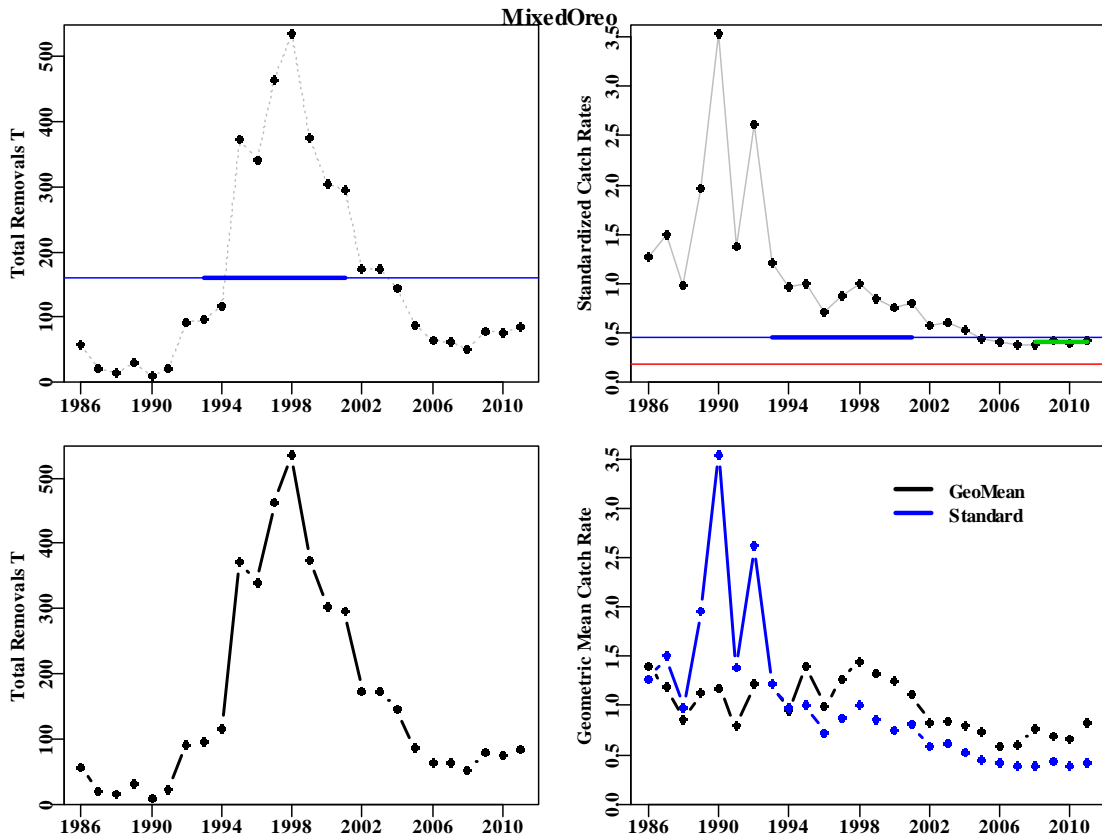 MixedOreo
Total Removals T
0 100 200 300 400 500
1986 1990 1994 1998 2002 2006 2010
Standardized Catch Rates
0.0 0.5 1.0 1.5 2.0 2.5 3.0 3.5
1986 1990 1994 1998 2002 2006 2010
Total Removals T
0 100 200 300 400 500
1986 1990 1994 1998 2002 2006 2010
Geometric Mean Catch Rate
0.0 0.5 1.0 1.5 2.0 2.5 3.0 3.5
GeoMean
Standard
1986 1990 1994 1998 2002 2006 2010